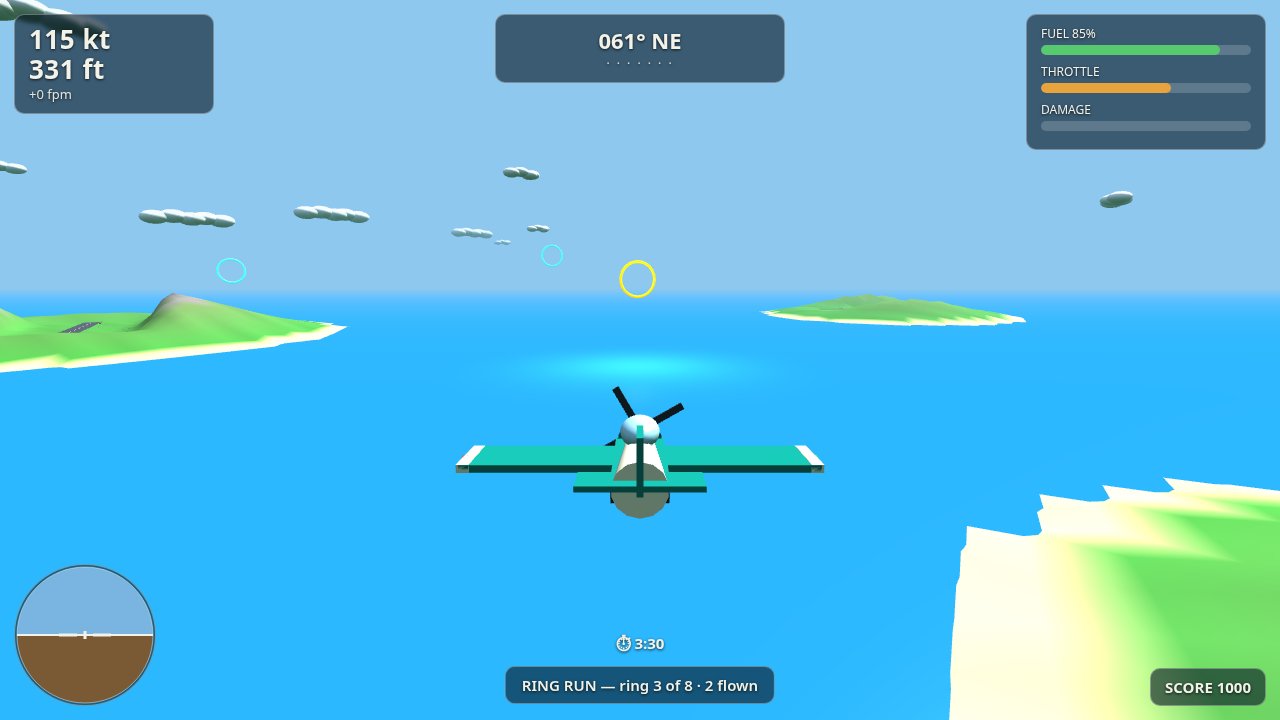 115 kt
331 ft
+0 fpm
061° NE
FUEL 85%
THROTTLE
DAMAGE
⏱ 3:30
RING RUN — ring 3 of 8 · 2 flown
SCORE 1000